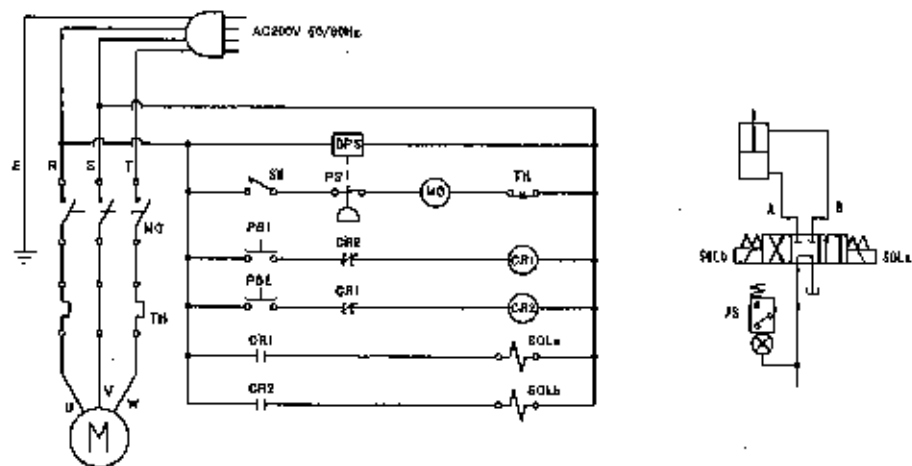 AC200V 50/60Hz
DPS
E R S T
SW PS1 MC TH
A B
MC
PB1 CR2 CR1
SOLb SOLa
PB2 CR1 CR2
PS
TH
CR1 SOLa
CR2 SOLb
U V W
M